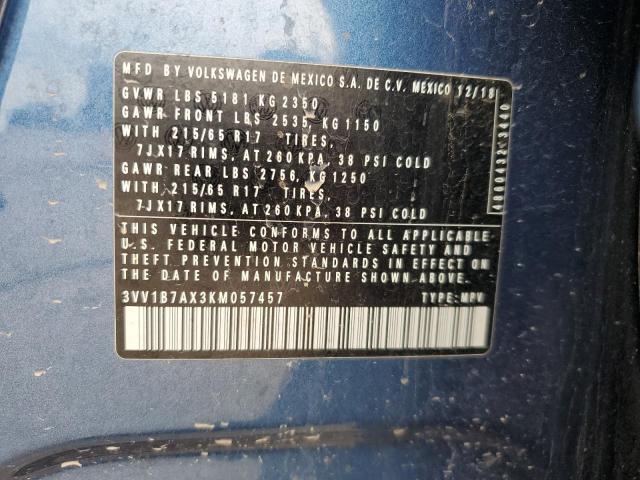 MFD BY VOLKSWAGEN DE MEXICO S.A. DE C.V. MEXICO 12/18
GVWR LBS 5181 KG 2350
GAWR FRONT LBS 2535, KG 1150
WITH 215/65 R17 TIRES,
7JX17 RIMS, AT 260 KPA, 38 PSI COLD
GAWR REAR LBS 2756, KG 1250
WITH 215/65 R17 TIRES,
7JX17 RIMS, AT 260 KPA, 38 PSI COLD
THIS VEHICLE CONFORMS TO ALL APPLICABLE
U.S. FEDERAL MOTOR VEHICLE SAFETY AND
THEFT PREVENTION STANDARDS IN EFFECT ON
THE DATE OF MANUFACTURE SHOWN ABOVE
3VV1B7AX3KM057457 TYPE: MPV